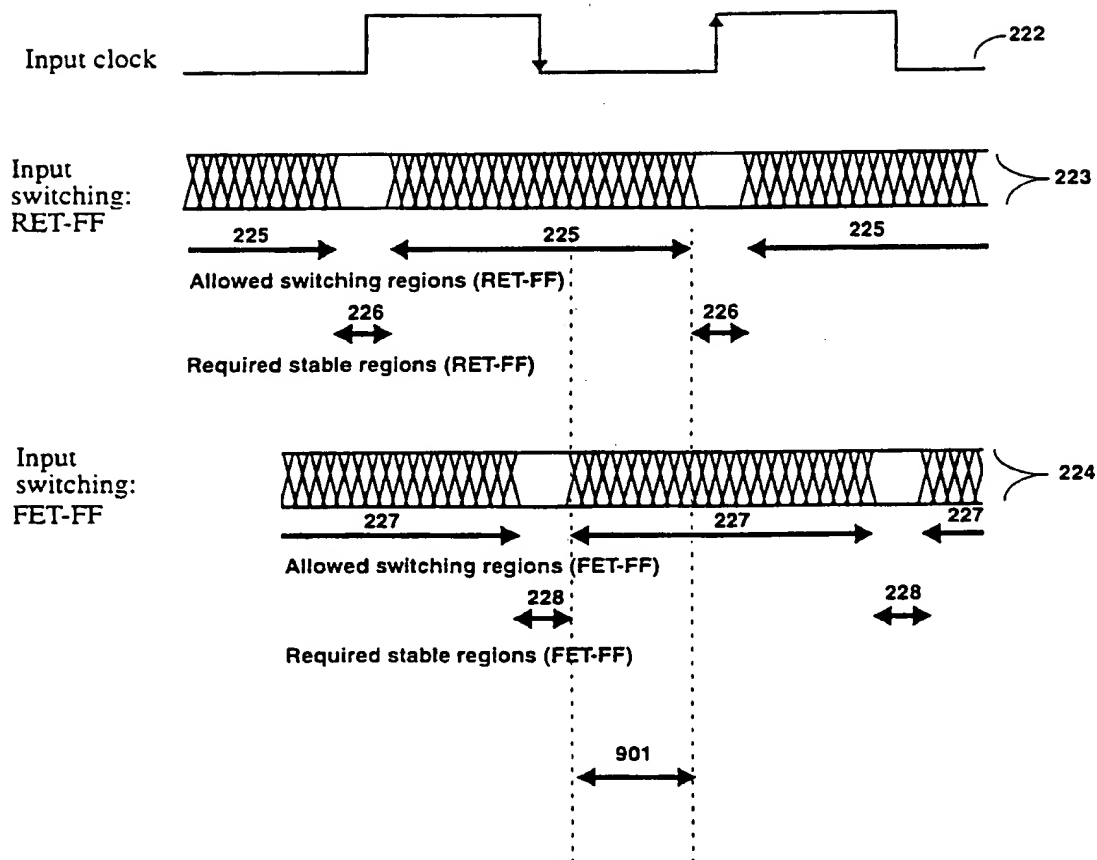 Input clock
222
Input
switching:
RET-FF
223
225 225 225
Allowed switching regions (RET-FF)
226 226
Required stable regions (RET-FF)
Input
switching:
FET-FF
224
227 227 227
Allowed switching regions (FET-FF)
228 228
Required stable regions (FET-FF)
901